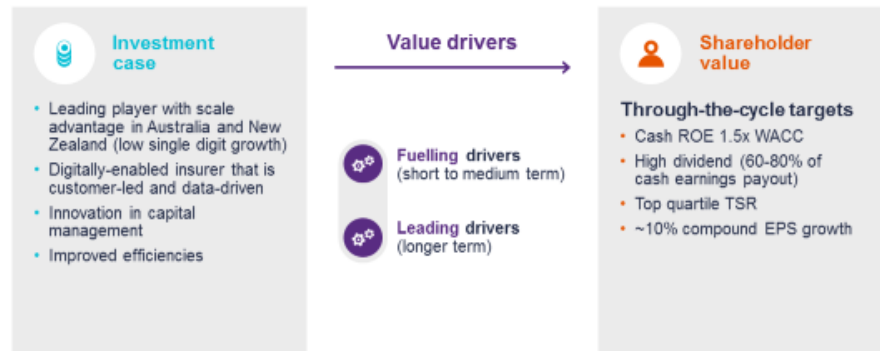 Investment
case
• Leading player with scale
advantage in Australia and New
Zealand (low single digit growth)
• Digitally-enabled insurer that is
customer-led and data-driven
• Innovation in capital
management
• Improved efficiencies
Value drivers
Fuelling drivers
(short to medium term)
Leading drivers
(longer term)
Shareholder
value
Through-the-cycle targets
• Cash ROE 1.5x WACC
• High dividend (60-80% of
cash earnings payout)
• Top quartile TSR
• ~10% compound EPS growth